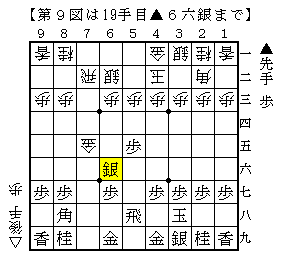 【第９図は19手目▲６六銀まで】
９ ８ ７ ６ ５ ４ ３ ２ １
香 桂 金 銀 桂 香 一
飛 銀 玉 角 二
歩 歩 歩 歩 歩 歩 歩 歩 三
四
金 歩 五
銀 六
歩 歩 歩 歩 歩 歩 歩 七
角 飛 玉 八
香 桂 金 金 銀 桂 香 九
▲先手 歩
△後手 歩